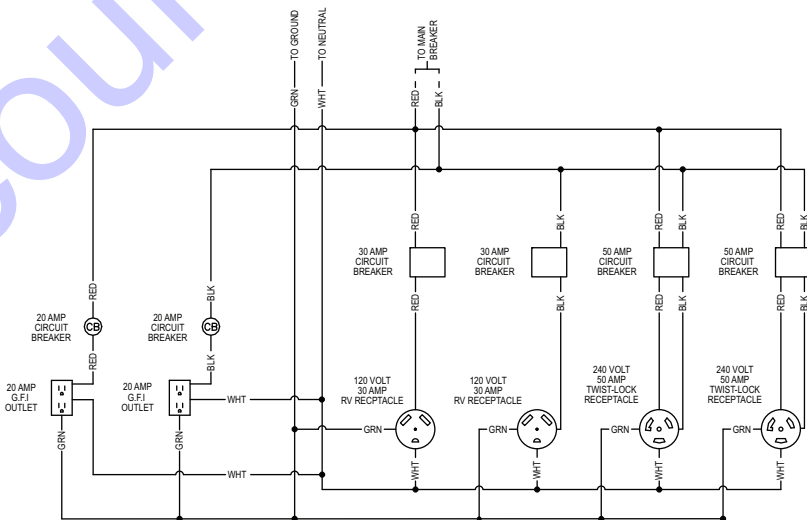 TO GROUND
TO NEUTRAL
TO MAIN
BREAKER
GRN
WHT
RED
BLK
RED
BLK
RED
BLK
RED
BLK
30 AMP
CIRCUIT
BREAKER
30 AMP
CIRCUIT
BREAKER
50 AMP
CIRCUIT
BREAKER
50 AMP
CIRCUIT
BREAKER
RED
BLK
RED
BLK
RED
BLK
RED
BLK
20 AMP
CIRCUIT
BREAKER
CB
20 AMP
CIRCUIT
BREAKER
CB
RED
BLK
20 AMP
G.F.I
OUTLET
20 AMP
G.F.I
OUTLET
120 VOLT
30 AMP
RV RECPTACLE
120 VOLT
30 AMP
RV RECEPTACLE
240 VOLT
50 AMP
TWIST-LOCK
RECEPTACLE
240 VOLT
50 AMP
TWIST-LOCK
RECEPTACLE
WHT
GRN
GRN
GRN
GRN
GRN
GRN
WHT
WHT
WHT
WHT
WHT